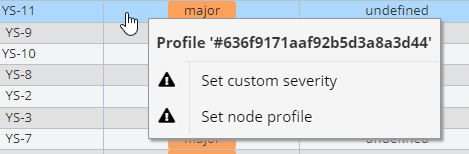 YS-11 major undefined
YS-9
Profile '#636f9171aaf92b5d3a8a3d44'
YS-10
YS-8
Set custom severity
YS-2
YS-3
Set node profile
YS-7 major undefined